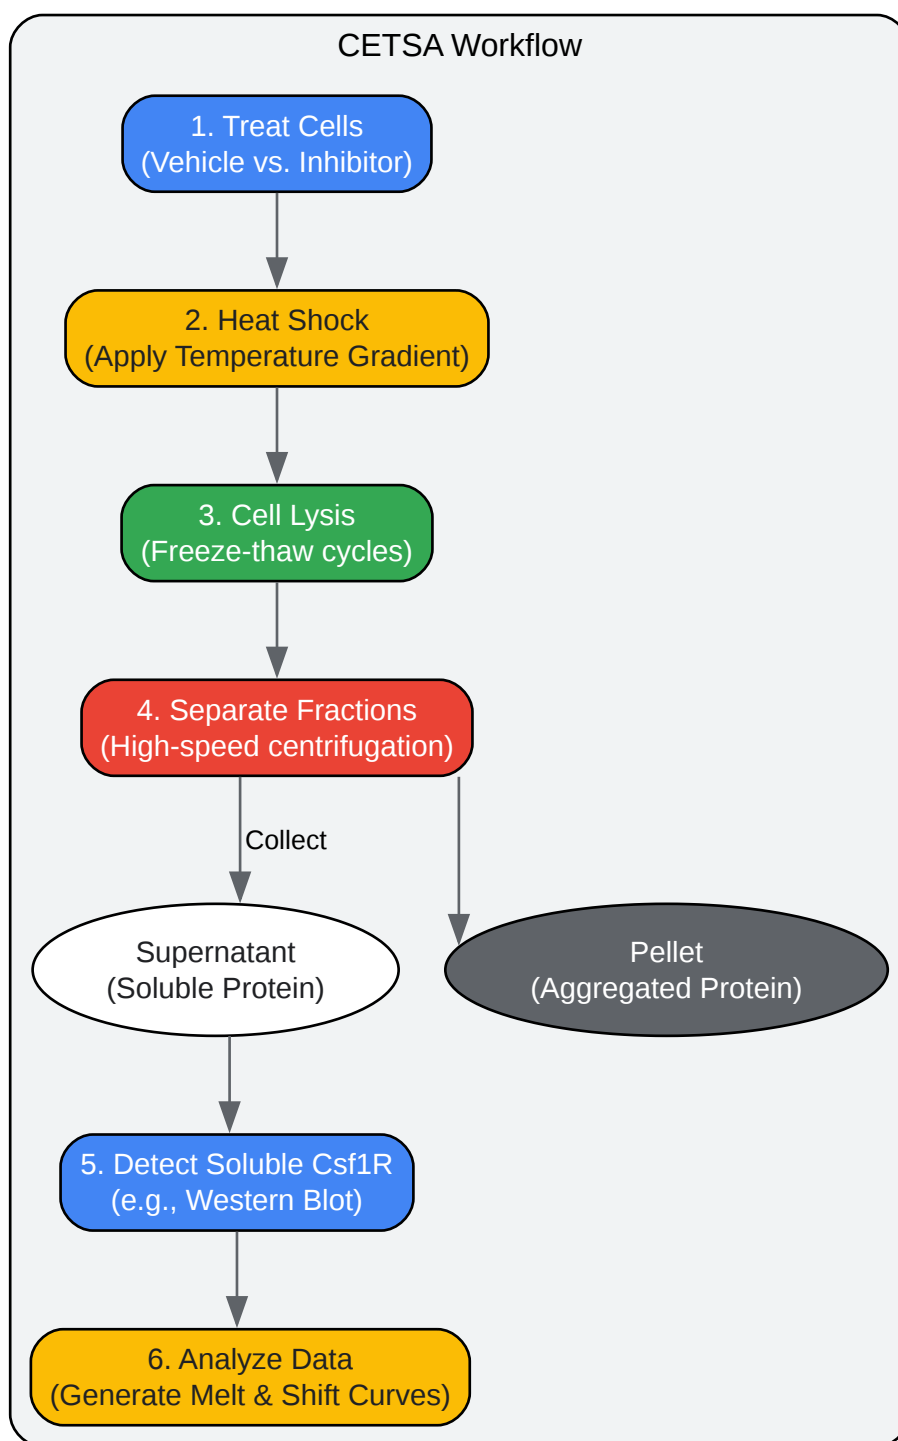 CETSA Workflow
1. Treat Cells
(Vehicle vs. Inhibitor)
2. Heat Shock
(Apply Temperature Gradient)
3. Cell Lysis
(Freeze-thaw cycles)
4. Separate Fractions
(High-speed centrifugation)
Collect
Supernatant
(Soluble Protein)
Pellet
(Aggregated Protein)
5. Detect Soluble Csf1R
(e.g., Western Blot)
6. Analyze Data
(Generate Melt & Shift Curves)